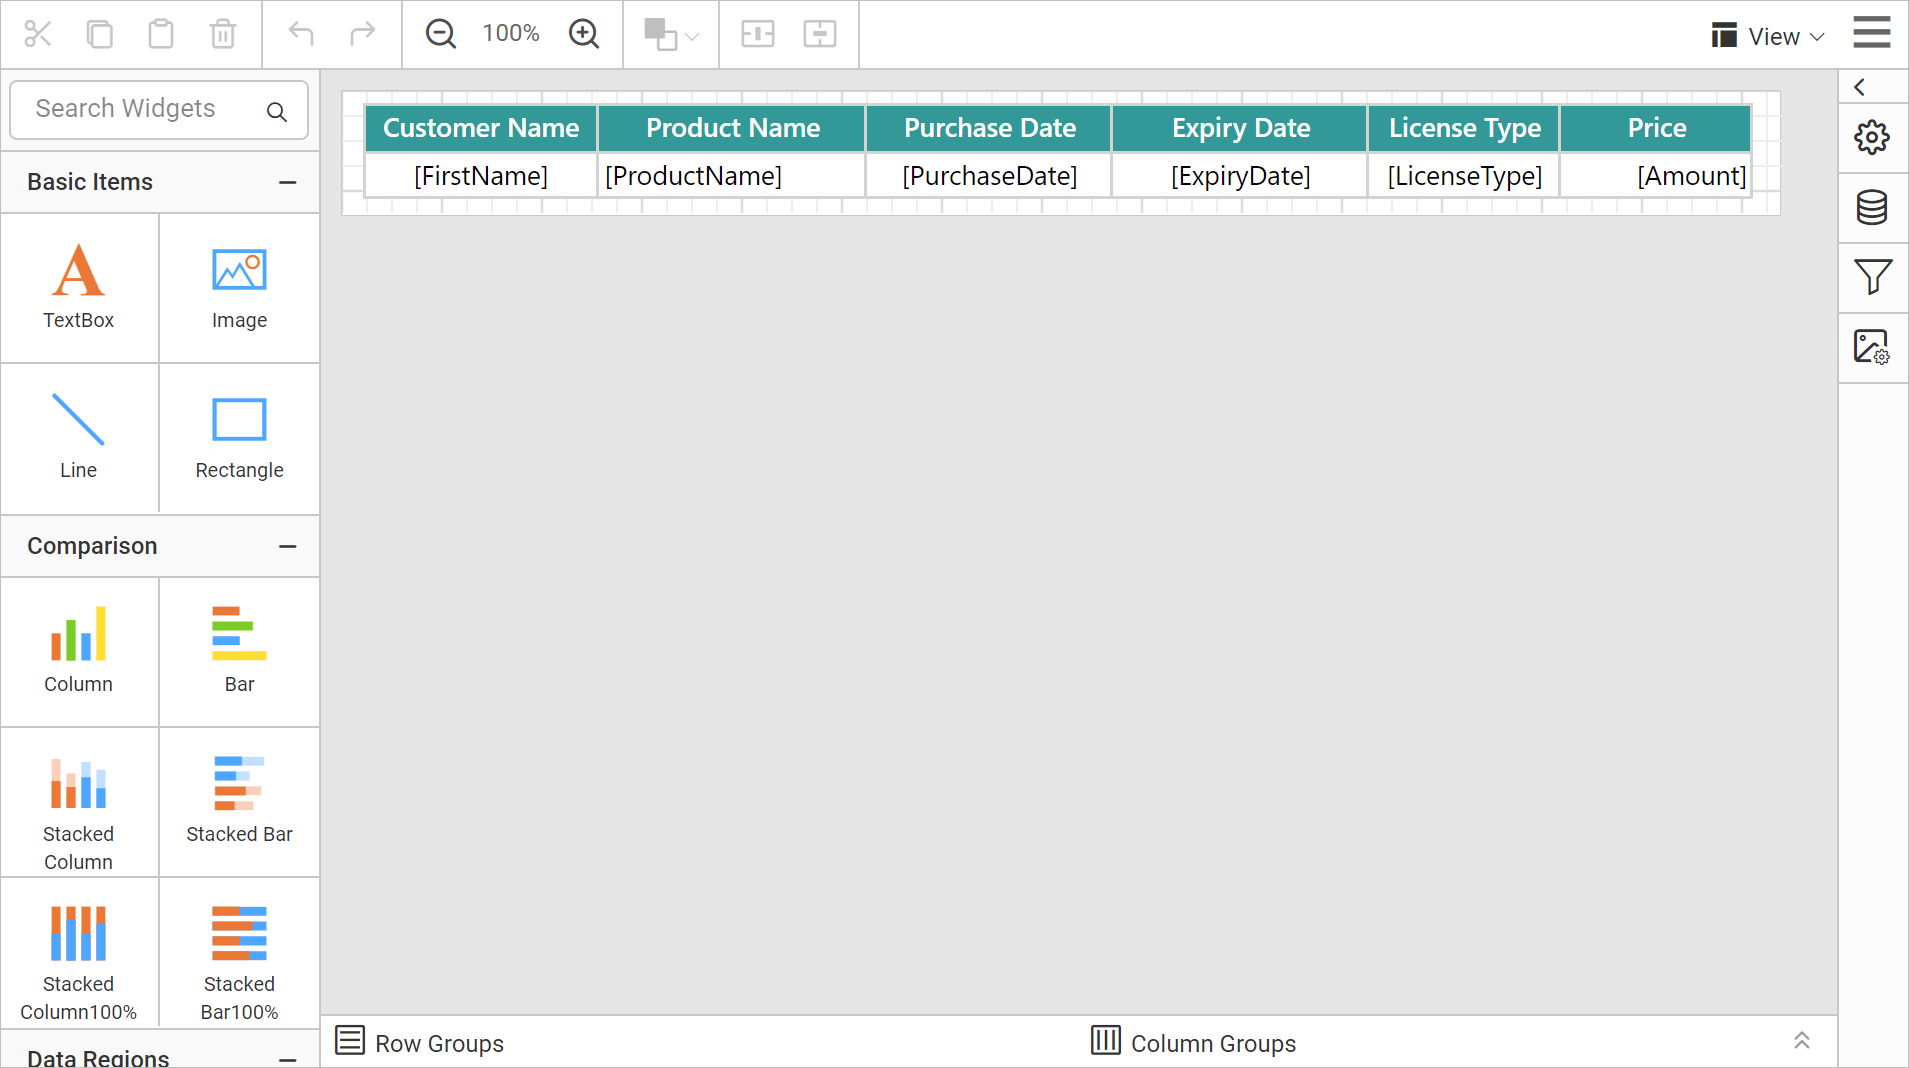 100%
View
Search Widgets
Basic Items
TextBox
Image
Line
Rectangle
Comparison
Column
Bar
Stacked
Column
Stacked Bar
Stacked
Column100%
Stacked
Bar100%
Data Regions
Customer Name Product Name Purchase Date Expiry Date License Type Price
[FirstName] [ProductName] [PurchaseDate] [ExpiryDate] [LicenseType] [Amount]
Row Groups
Column Groups